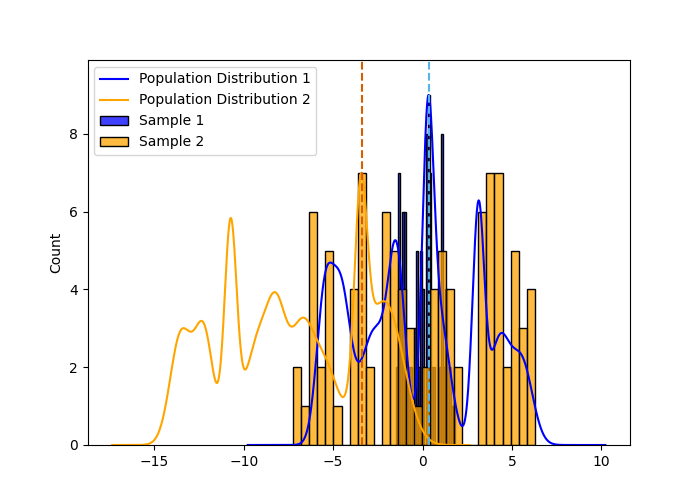 Population Distribution 1
Population Distribution 2
Sample 1
Sample 2
Count
8
6
4
2
0
−15
−10
−5
0
5
10